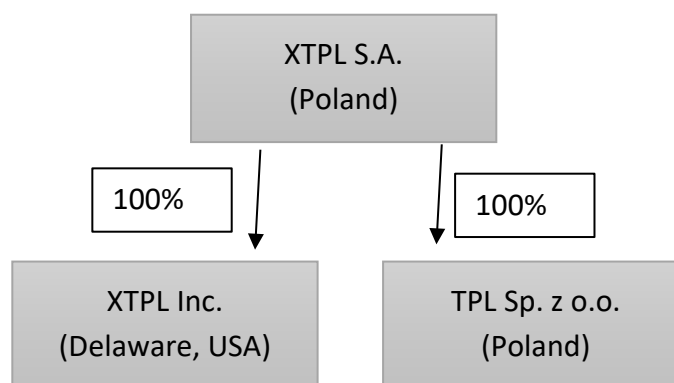 XTPL S.A.
(Poland)
100%
100%
XTPL Inc.
(Delaware, USA)
TPL Sp. z o.o.
(Poland)